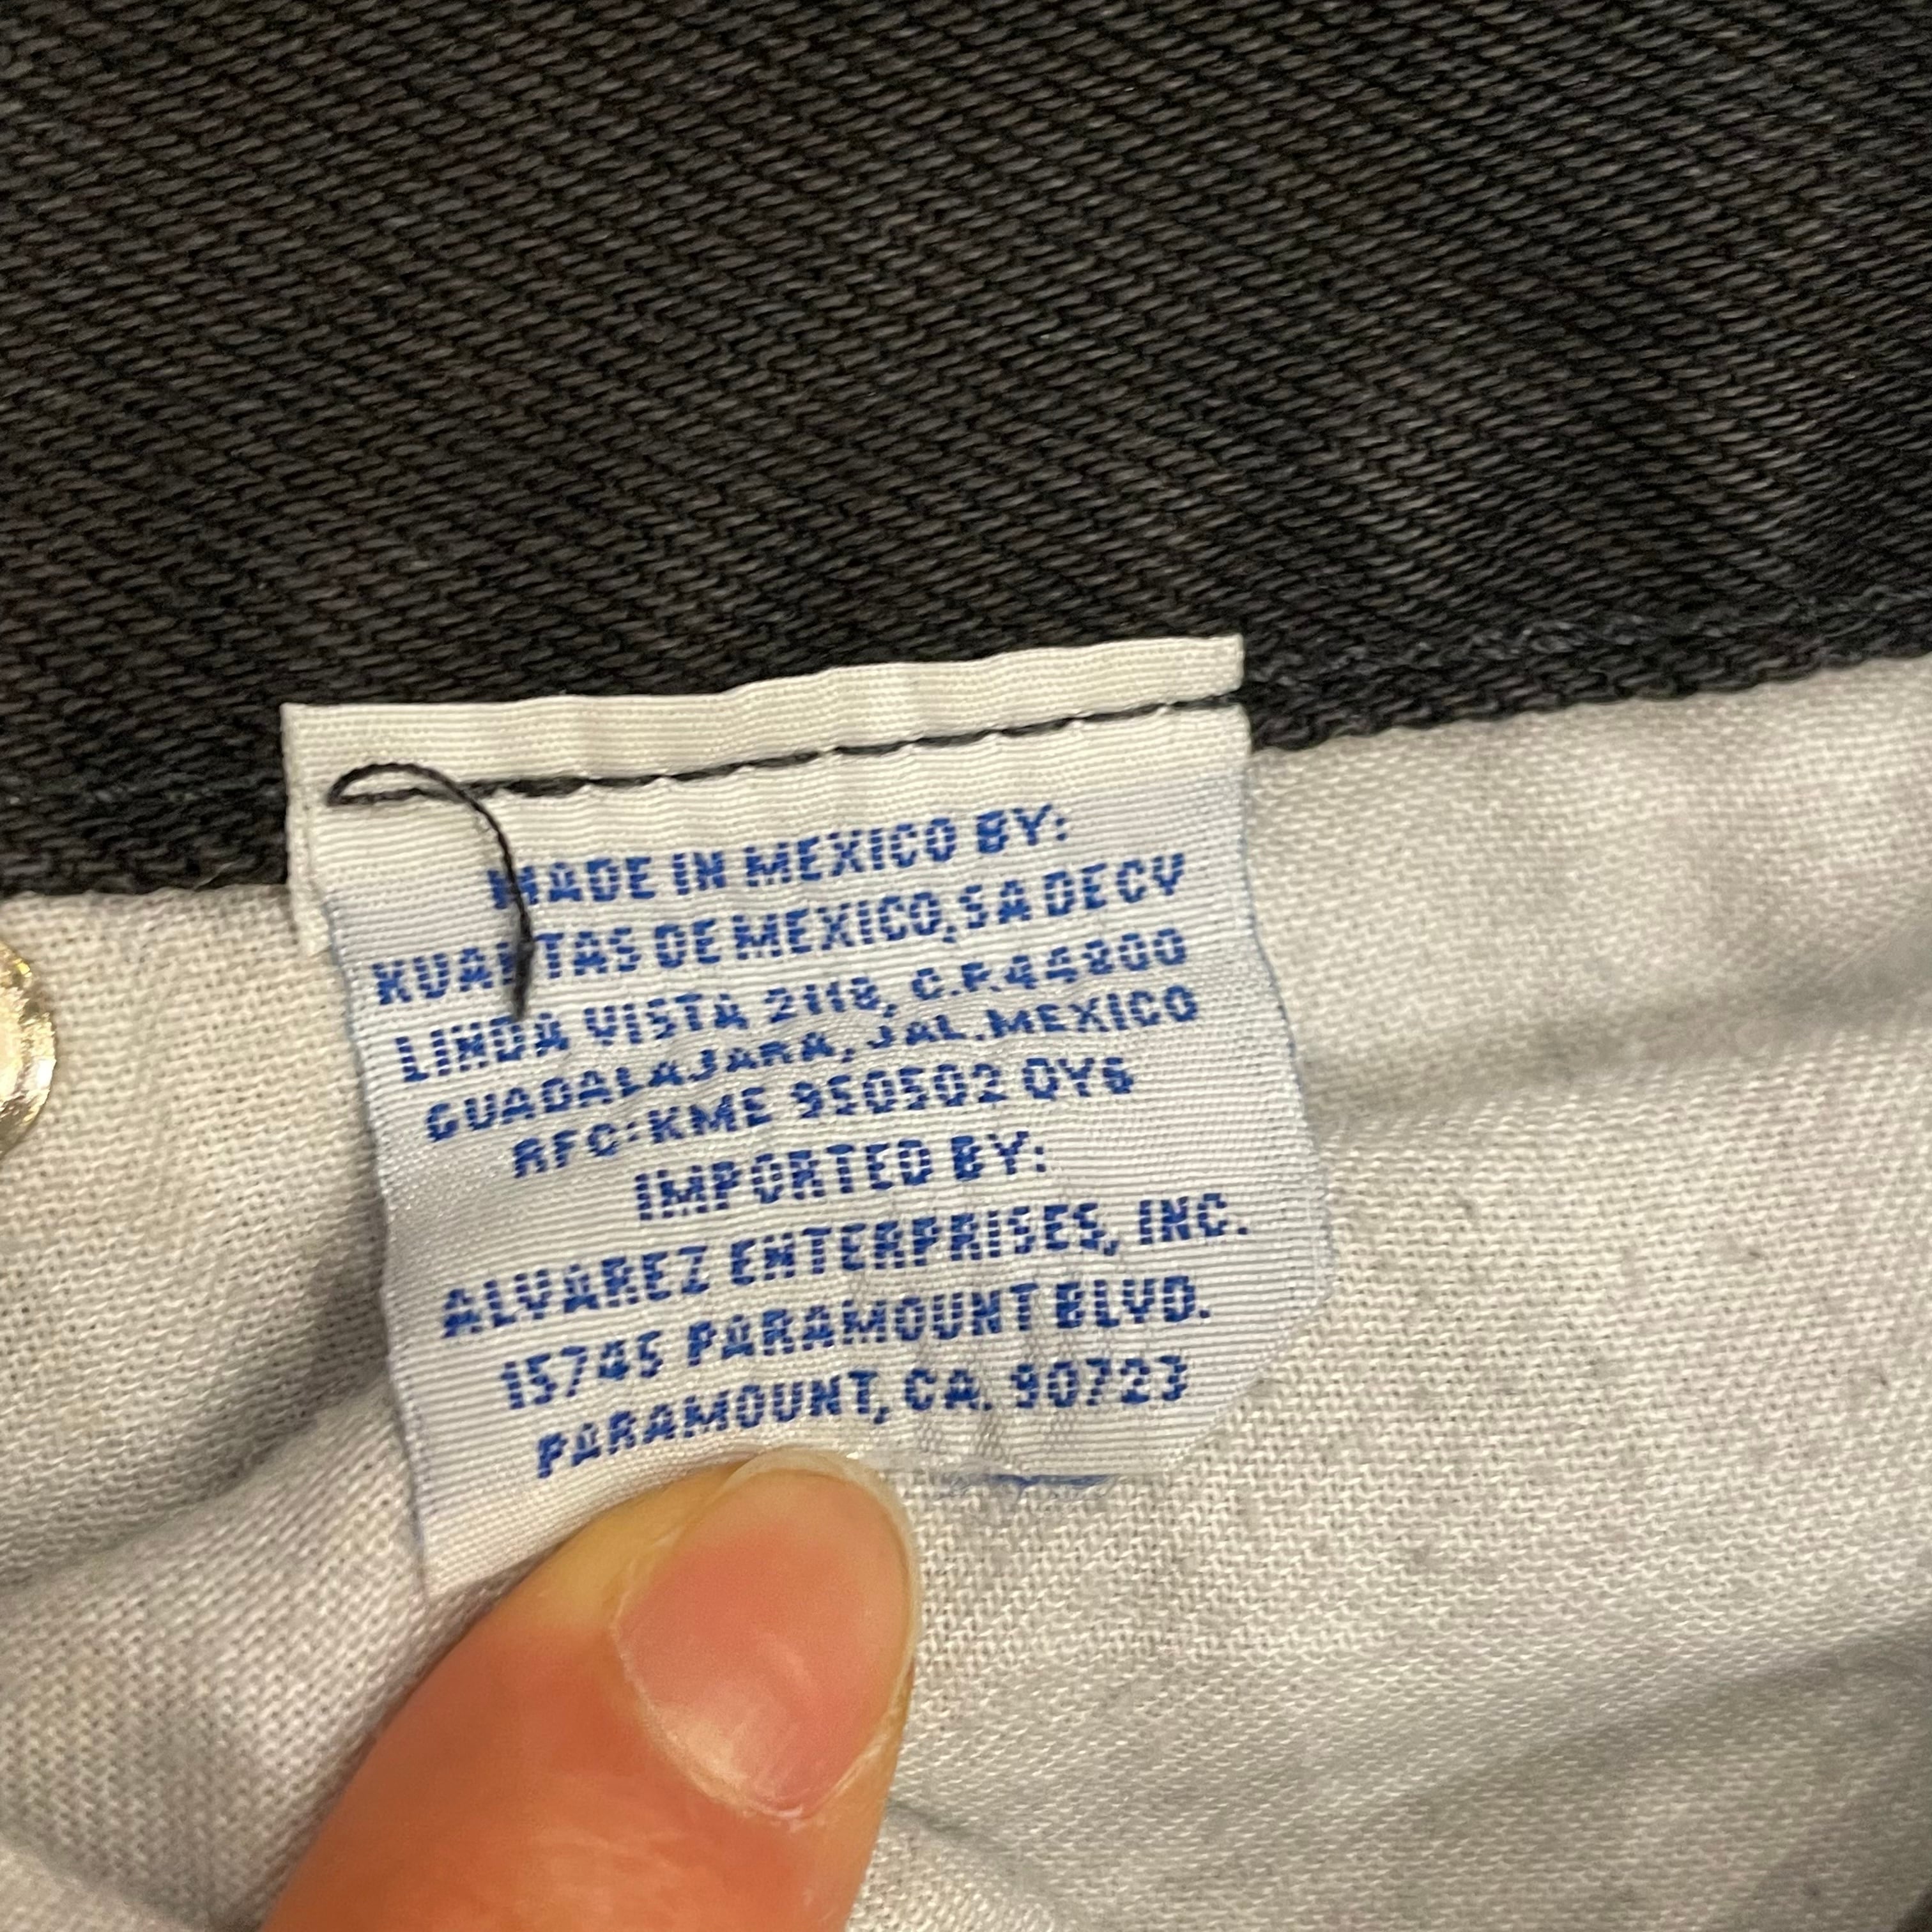 MADE IN MEXICO BY:
DE MEXICO, SA DE CV
LINDA VISTA 2118, C.P. 44800
GUADALAJARA, JAL. MEXICO
RFC: KME 950502 QY6
IMPORTED BY:
ALVAREZ ENTERPRISES, INC.
15745 PARAMOUNT BLVD.
PARAMOUNT, CA. 90723